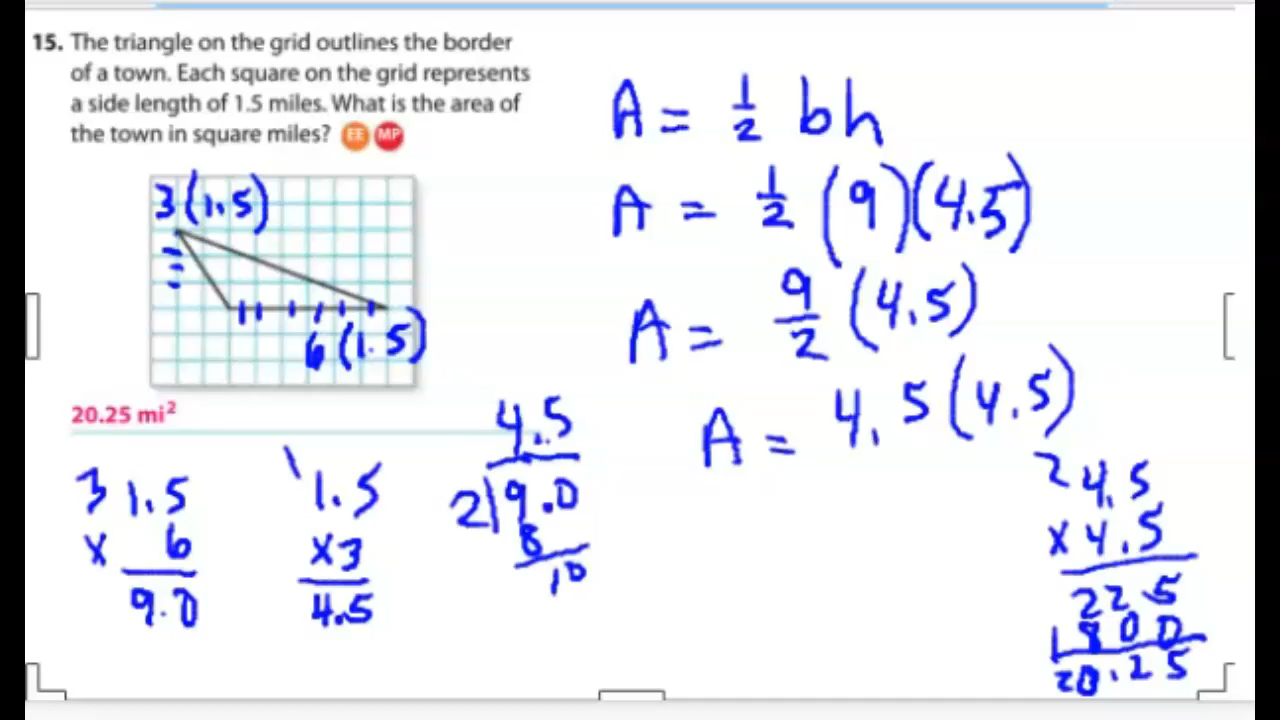 15. The triangle on the grid outlines the border
of a town. Each square on the grid represents
a side length of 1.5 miles. What is the area of
the town in square miles? EE MP
3(1.5)
6(1.5)
20.25 mi²
3 1.5
x 6
9.0
1 1.5
x3
4.5
4.5
2|9.0
8
10
A = 1/2 bh
A = 1/2 (9)(4.5)
A = 9/2 (4.5)
A = 4.5(4.5)
2 4.5
x 4.5
22.5
1800
20.25